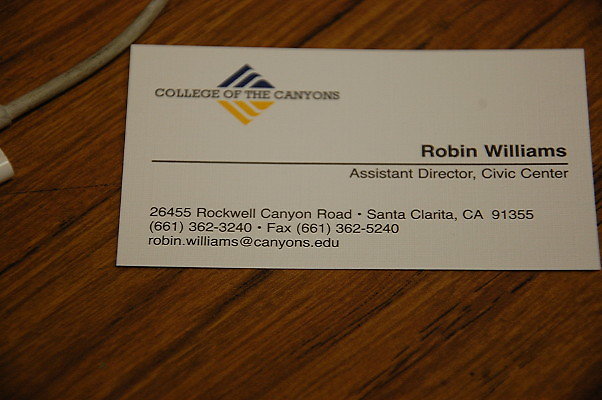 COLLEGE OF THE CANYONS
Robin Williams
Assistant Director, Civic Center
26455 Rockwell Canyon Road • Santa Clarita, CA 91355
(661) 362-3240 • Fax (661) 362-5240
robin.williams@canyons.edu